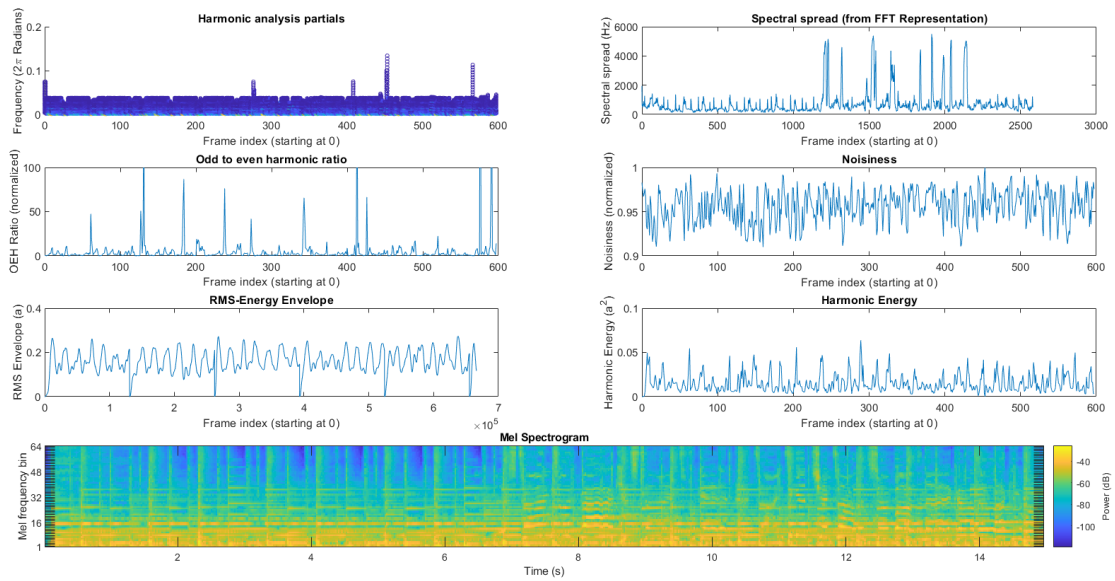 Harmonic analysis partials
Frequency (2π Radians)
0.2
0.1
0
0 100 200 300 400 500 600
Frame index (starting at 0)
Spectral spread (from FFT Representation)
Spectral spread (Hz)
6000
4000
2000
0
0 500 1000 1500 2000 2500 3000
Frame index (starting at 0)
Odd to even harmonic ratio
OEH Ratio (normalized)
100
50
0
0 100 200 300 400 500 600
Frame index (starting at 0)
Noisiness
Noisiness (normalized)
1
0.95
0.9
0 100 200 300 400 500 600
Frame index (starting at 0)
RMS-Energy Envelope
RMS Envelope (a)
0.4
0.2
0
0 1 2 3 4 5 6 7
Frame index (starting at 0)
×10⁵
Harmonic Energy
Harmonic Energy (a²)
0.1
0.05
0
0 100 200 300 400 500 600
Frame index (starting at 0)
Mel Spectrogram
Mel frequency bin
64
48
32
16
1
2 4 6 8 10 12 14
Time (s)
-40
-60
-80
-100
Power (dB)